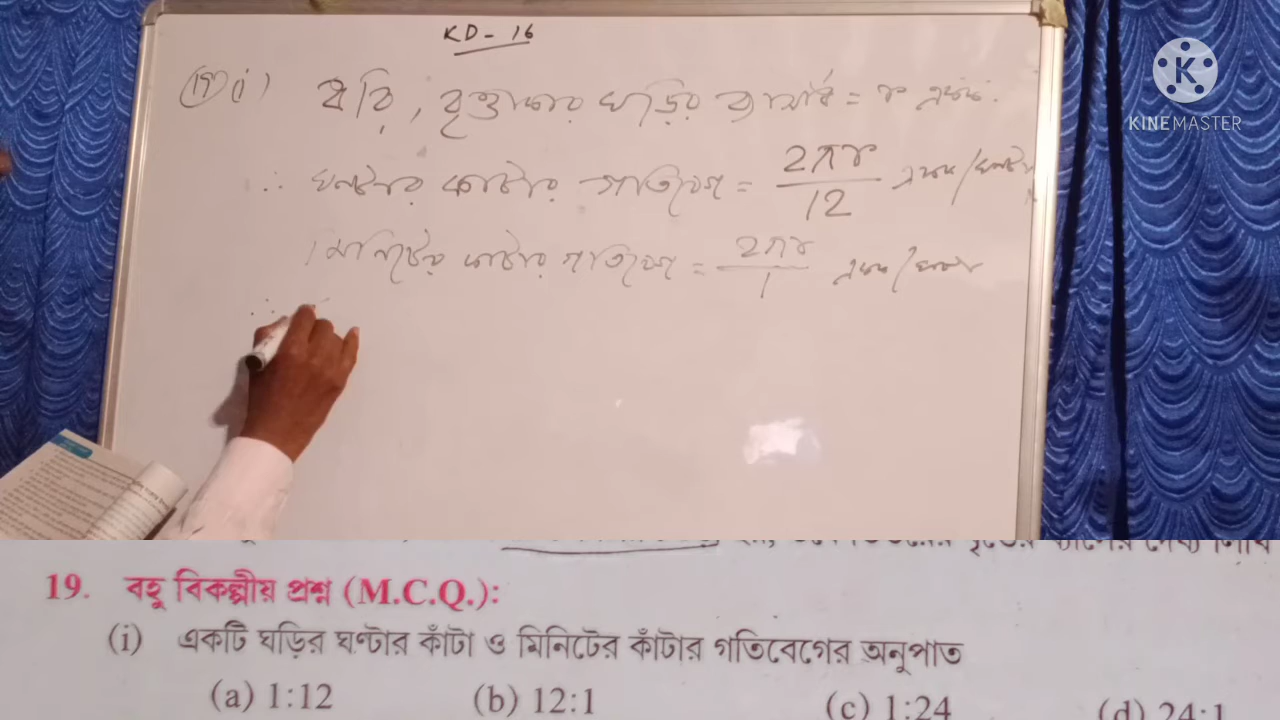 KD - 16
19 (i) ধরি, বৃত্তাকার ঘড়ির ব্যাসার্ধ = r একক.
KINEMASTER
∴ ঘন্টার কাঁটার গতিবেগ = 2πr/12 একক/ঘন্টা
মিনিটের কাঁটার গতিবেগ = 2πr/1 একক/ঘন্টা
∴
19. বহু বিকল্পীয় প্রশ্ন (M.C.Q.):
(i) একটি ঘড়ির ঘণ্টার কাঁটা ও মিনিটের কাঁটার গতিবেগের অনুপাত
(a) 1:12 (b) 12:1 (c) 1:24 (d) 24:1